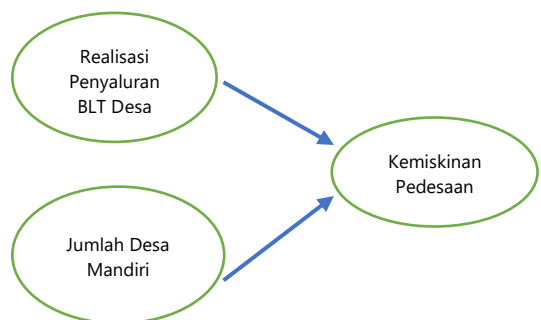 Realisasi
Penyaluran
BLT Desa
Kemiskinan
Pedesaan
Jumlah Desa
Mandiri